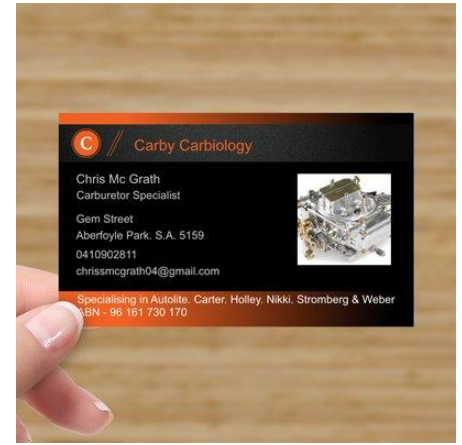 C // Carby Carbiology
Chris Mc Grath
Carburetor Specialist
Gem Street
Aberfoyle Park. S.A. 5159
0410902811
chrissmcgrath04@gmail.com
Specialising in Autolite. Carter. Holley. Nikki. Stromberg & Weber
ABN - 96 161 730 170